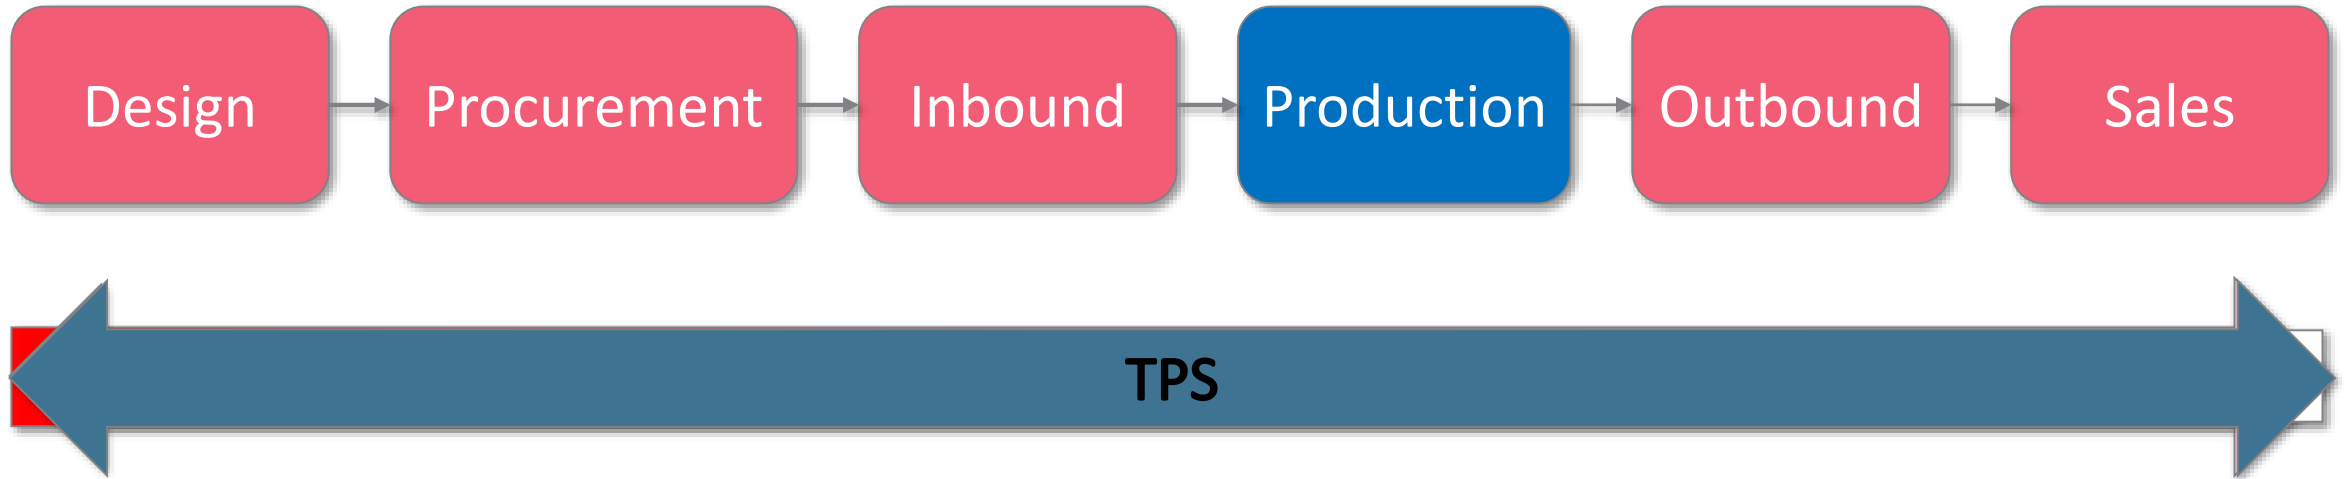 Design
Procurement
Inbound
Production
Outbound
Sales
TPS